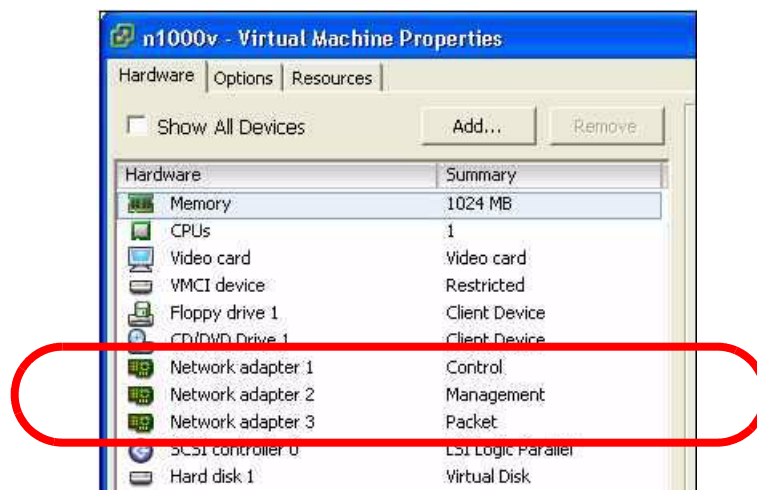 n1000v - Virtual Machine Properties
Hardware Options Resources
Show All Devices Add... Remove
Hardware Summary
Memory 1024 MB
CPUs 1
Video card Video card
VMCI device Restricted
Floppy drive 1 Client Device
CD/DVD Drive 1 Client Device
Network adapter 1 Control
Network adapter 2 Management
Network adapter 3 Packet
SCSI controller 0 LSI Logic Parallel
Hard disk 1 Virtual Disk